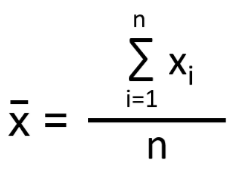 n
∑ xᵢ
i=1
x̄ =
n